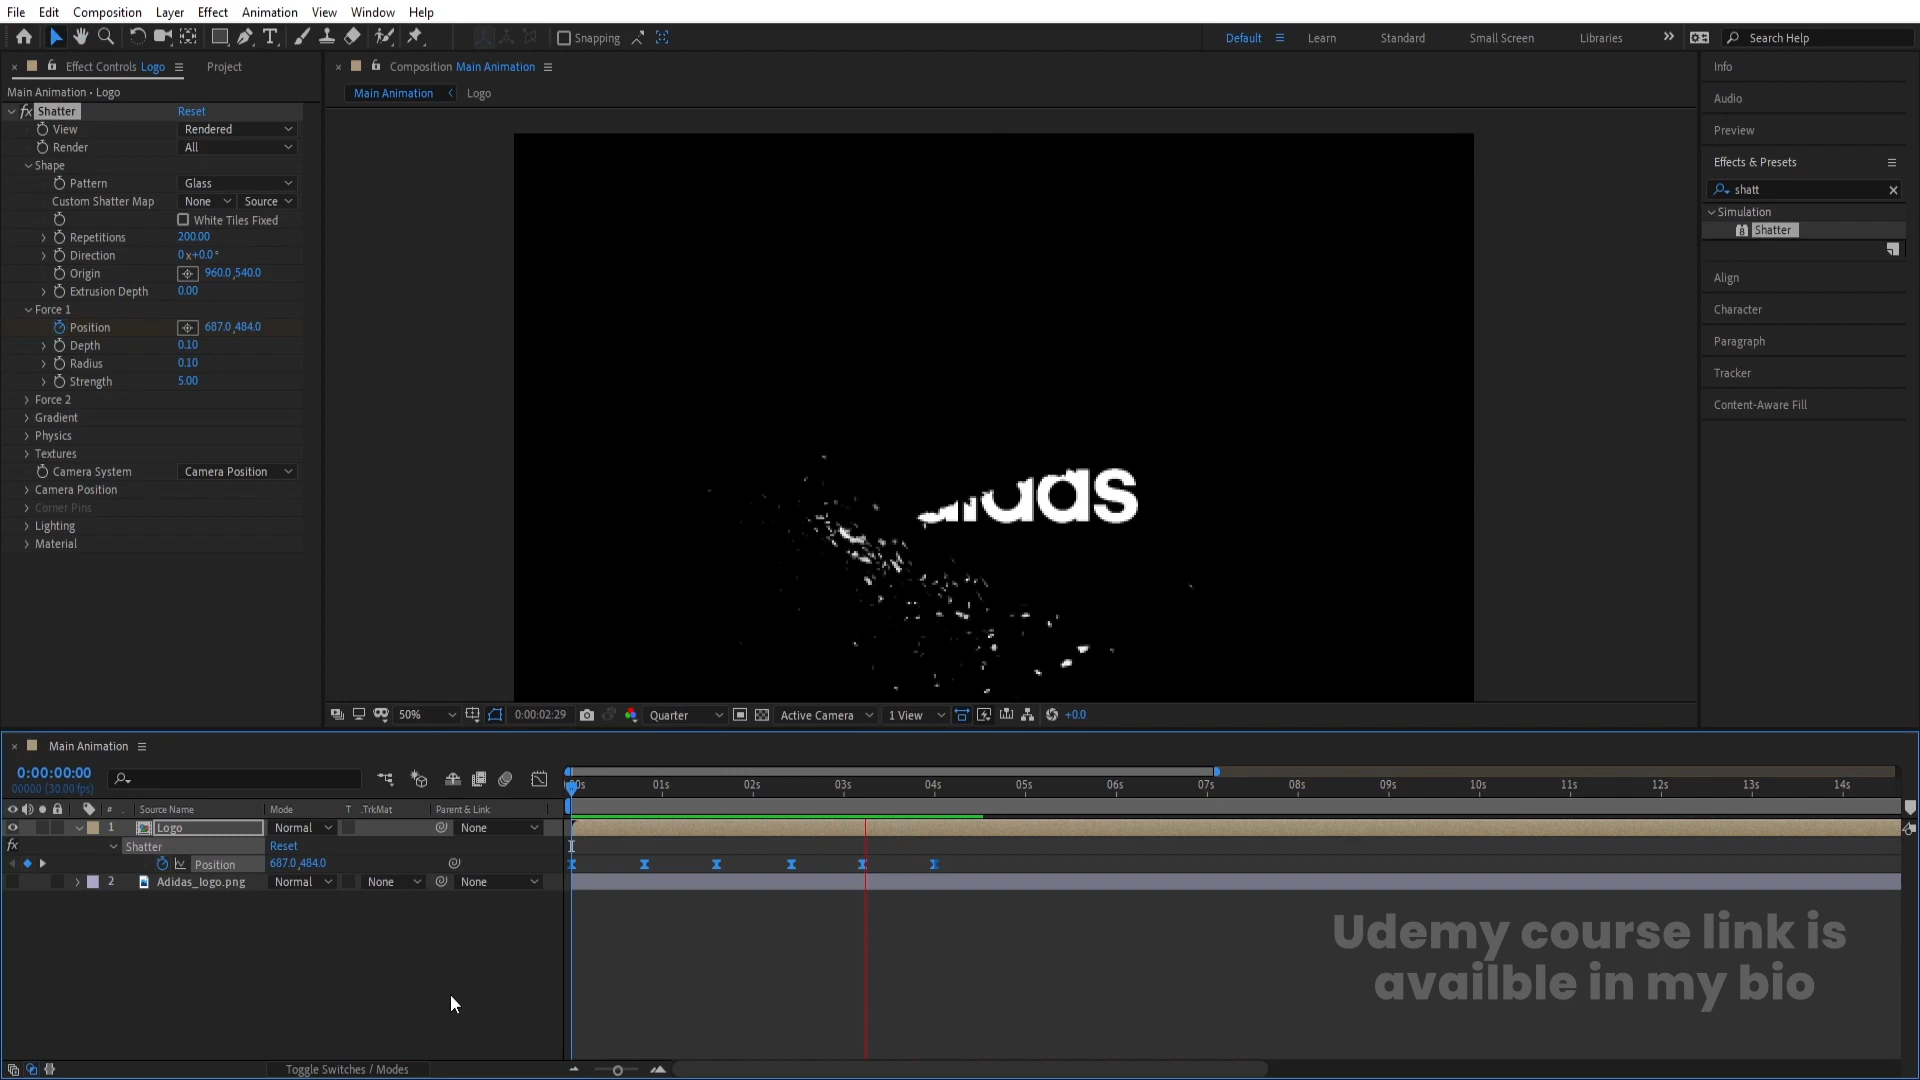 File Edit Composition Layer Effect Animation View Window Help
Snapping Default Learn Standard Small Screen Libraries Search Help
Effect Controls Logo Project
Composition Main Animation
Info
Main Animation • Logo
Main Animation Logo
Audio
fx Shatter Reset
View Rendered
Preview
Render All
Shape
Effects & Presets
Pattern Glass
shatt
Custom Shatter Map None Source
Simulation
White Tiles Fixed
Shatter
Repetitions 200.00
Direction 0x+0.0°
Origin 960.0,540.0
Align
Extrusion Depth 0.00
Character
Force 1
Position 687.0,484.0
Paragraph
Depth 0.10
Radius 0.10
Tracker
Strength 5.00
Content-Aware Fill
Force 2
Gradient
Physics
Textures
Camera System Camera Position
Camera Position
Corner Pins
Lighting
Material
50% 0:00:02:29 Quarter Active Camera 1 View +0.0
Main Animation
0:00:00:00
00000 (30.00 fps)
01s 02s 03s 04s 05s 06s 07s 08s 09s 10s 11s 12s 13s 14s
# Source Name Mode T .TrkMat Parent & Link
1 Logo Normal None
fx Shatter Reset
Position 687.0,484.0
2 Adidas_logo.png Normal None None
Udemy course link is
availble in my bio
Toggle Switches / Modes